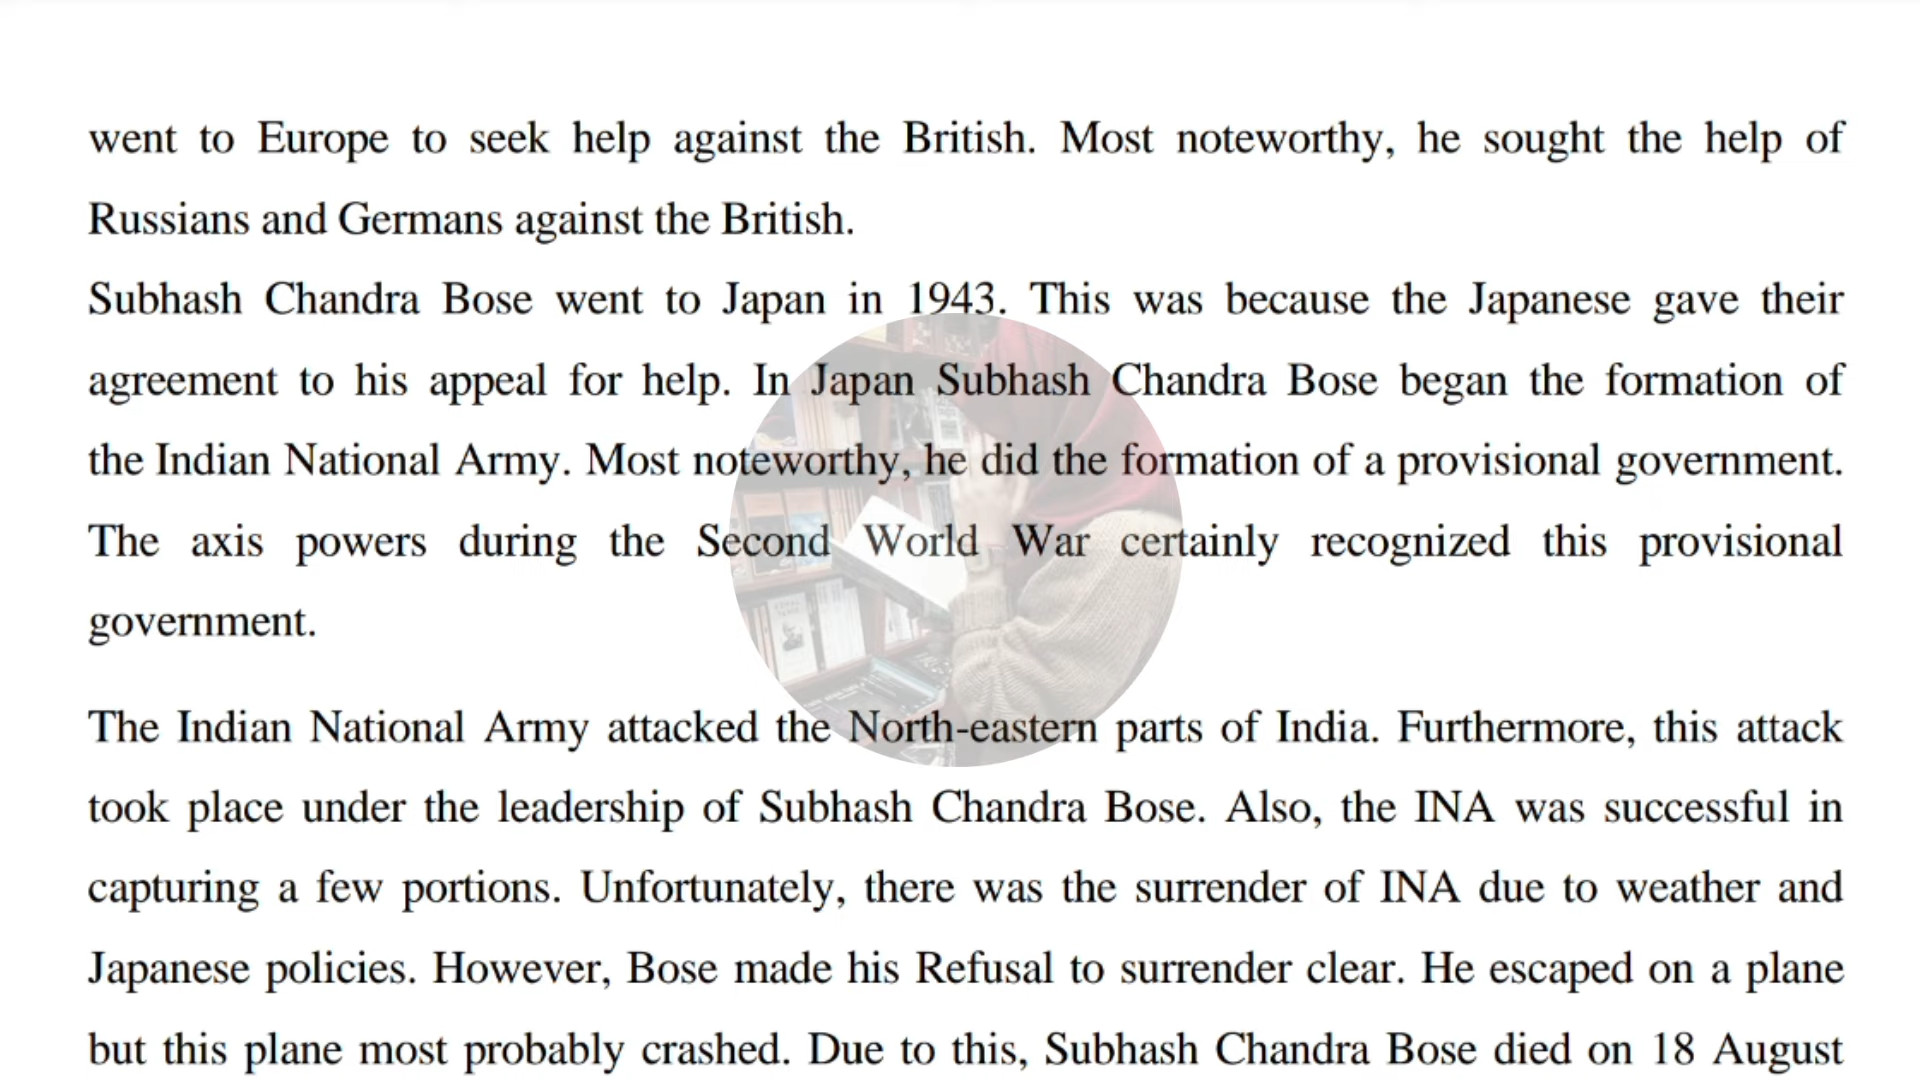 went to Europe to seek help against the British. Most noteworthy, he sought the help of
Russians and Germans against the British.
Subhash Chandra Bose went to Japan in 1943. This was because the Japanese gave their
agreement to his appeal for help. In Japan Subhash Chandra Bose began the formation of
the Indian National Army. Most noteworthy, he did the formation of a provisional government.
The axis powers during the Second World War certainly recognized this provisional
government.
The Indian National Army attacked the North-eastern parts of India. Furthermore, this attack
took place under the leadership of Subhash Chandra Bose. Also, the INA was successful in
capturing a few portions. Unfortunately, there was the surrender of INA due to weather and
Japanese policies. However, Bose made his Refusal to surrender clear. He escaped on a plane
but this plane most probably crashed. Due to this, Subhash Chandra Bose died on 18 August